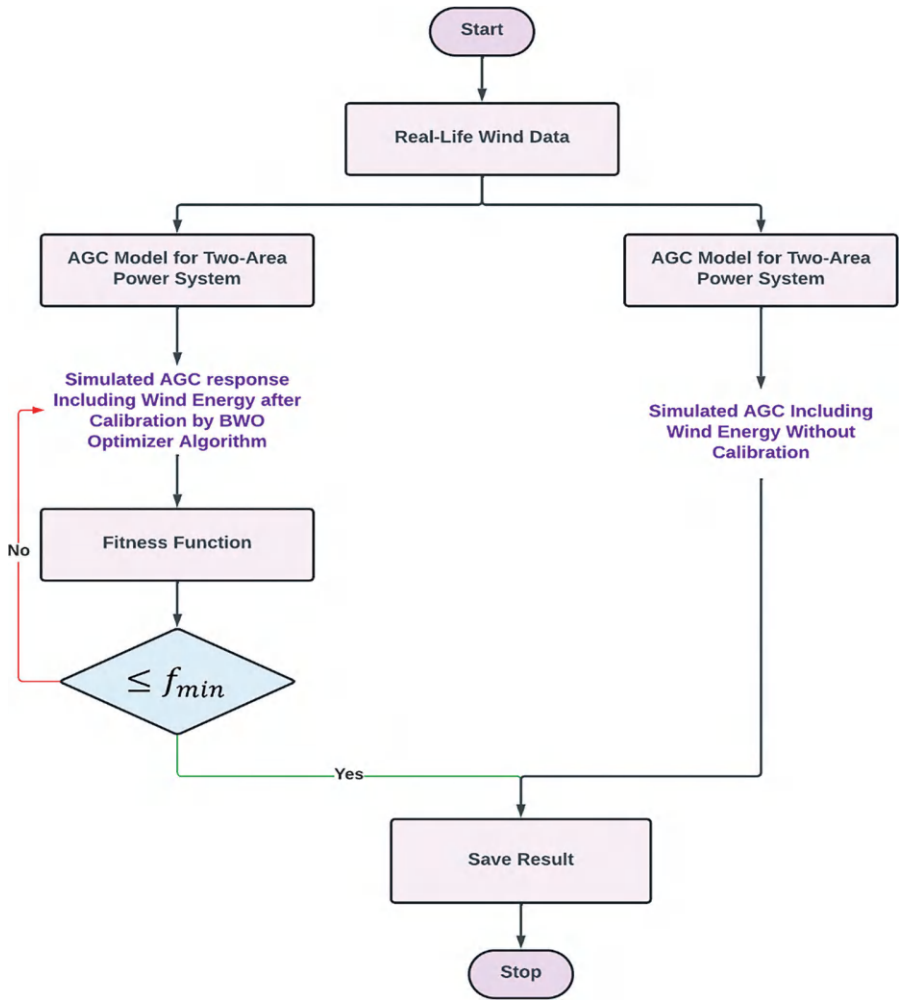 Start
Real-Life Wind Data
AGC Model for Two-Area
Power System
AGC Model for Two-Area
Power System
Simulated AGC response
Including Wind Energy after
Calibration by BWO
Optimizer Algorithm
Simulated AGC Including
Wind Energy Without
Calibration
Fitness Function
No
≤ f_min
Yes
Save Result
Stop